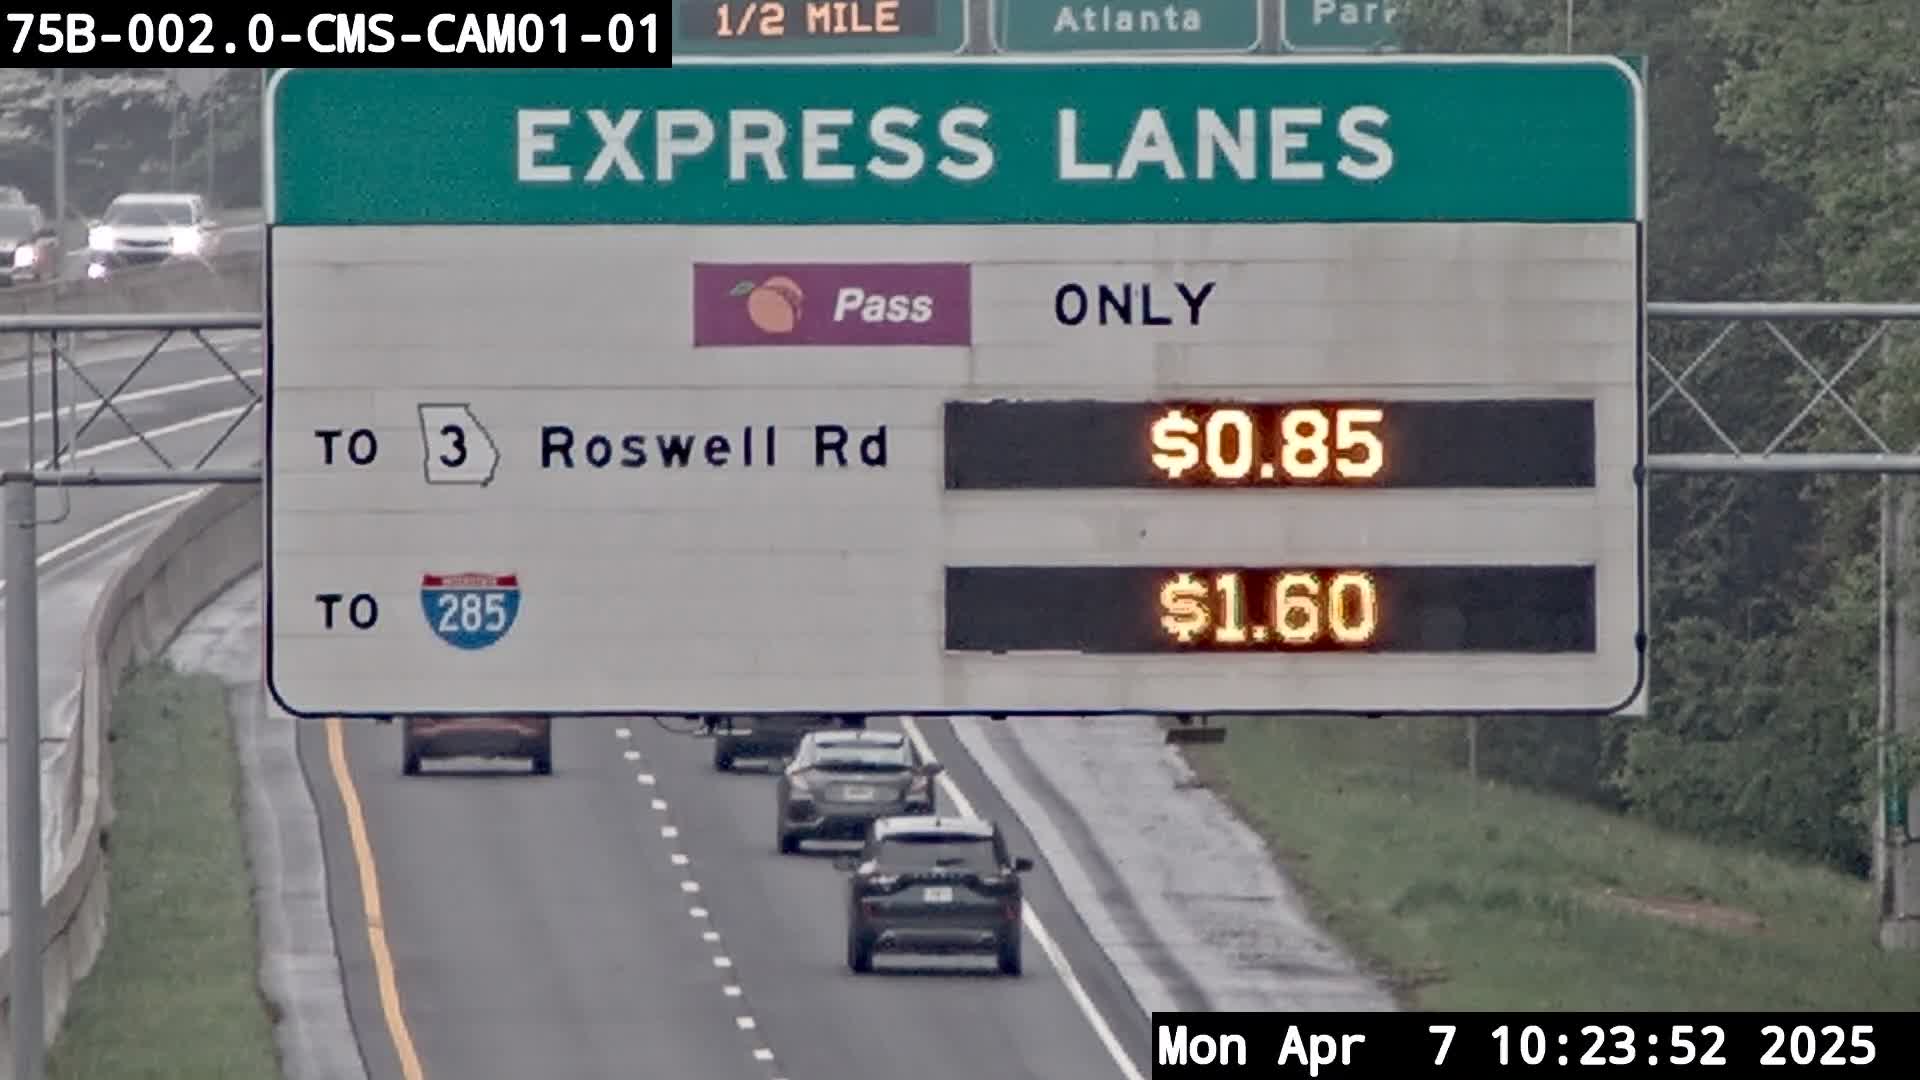 75B-002.0-CMS-CAM01-01
1/2 MILE
Atlanta
EXPRESS LANES
Pass ONLY
TO 3 Roswell Rd $0.85
TO 285 $1.60
Mon Apr 7 10:23:52 2025